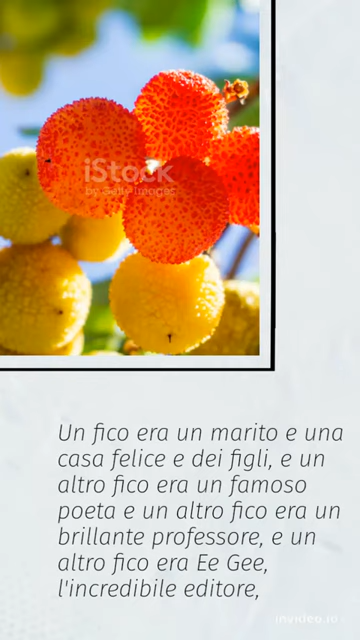 iStock
by Getty Images
Un fico era un marito e una
casa felice e dei figli, e un
altro fico era un famoso
poeta e un altro fico era un
brillante professore, e un
altro fico era Ee Gee,
l'incredibile editore,
invideo.io